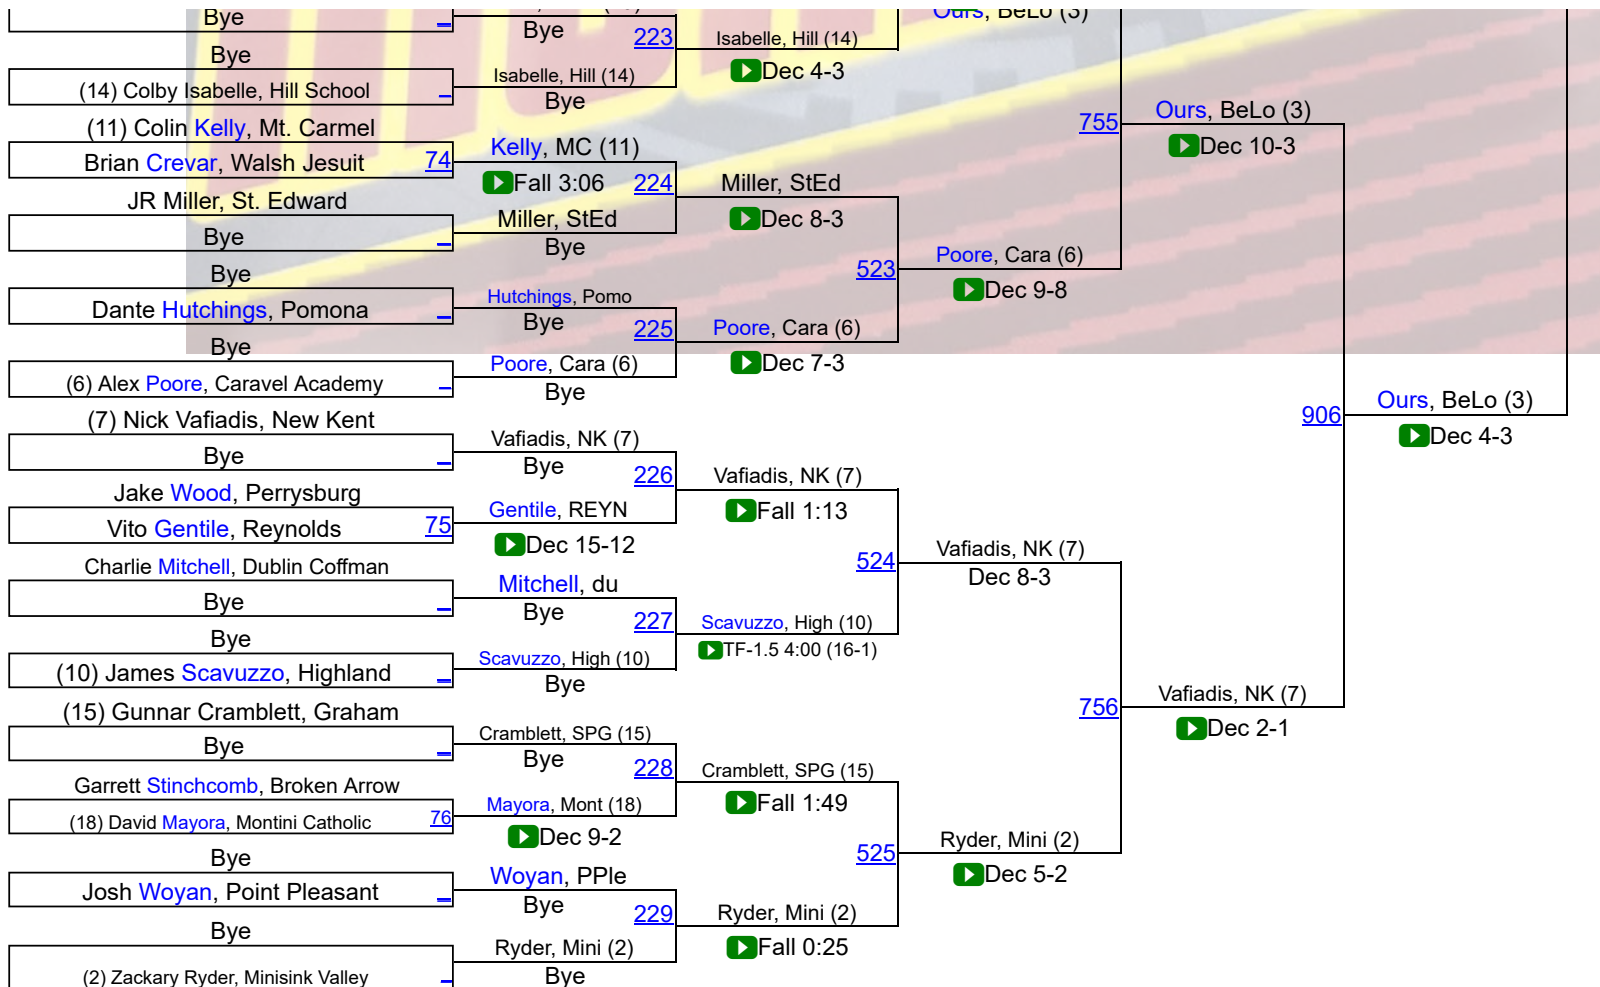 Bye
Bye
(14) Colby Isabelle, Hill School
(11) Colin Kelly, Mt. Carmel
Brian Crevar, Walsh Jesuit 74
JR Miller, St. Edward
Bye
Bye
Dante Hutchings, Pomona
Bye
(6) Alex Poore, Caravel Academy
(7) Nick Vafiadis, New Kent
Bye
Jake Wood, Perrysburg
Vito Gentile, Reynolds 75
Charlie Mitchell, Dublin Coffman
Bye
Bye
(10) James Scavuzzo, Highland
(15) Gunnar Cramblett, Graham
Bye
Garrett Stinchcomb, Broken Arrow
(18) David Mayora, Montini Catholic 76
Bye
Josh Woyan, Point Pleasant
Bye
(2) Zackary Ryder, Minisink Valley
Bye
223
Isabelle, Hill (14)
Bye
Kelly, MC (11)
Fall 3:06
224
Miller, StEd
Bye
Hutchings, Pomo
Bye
225
Poore, Cara (6)
Bye
Vafiadis, NK (7)
Bye
226
Gentile, REYN
Dec 15-12
Mitchell, du
Bye
227
Scavuzzo, High (10)
Bye
Cramblett, SPG (15)
Bye
228
Mayora, Mont (18)
Dec 9-2
Woyan, PPle
Bye
229
Ryder, Mini (2)
Bye
Isabelle, Hill (14)
Dec 4-3
Miller, StEd
Dec 8-3
523
Poore, Cara (6)
Dec 7-3
Vafiadis, NK (7)
Fall 1:13
524
Scavuzzo, High (10)
TF-1.5 4:00 (16-1)
Cramblett, SPG (15)
Fall 1:49
525
Ryder, Mini (2)
Fall 0:25
Ours, BeLo (3)
755
Poore, Cara (6)
Dec 9-8
Vafiadis, NK (7)
Dec 8-3
756
Ryder, Mini (2)
Dec 5-2
Ours, BeLo (3)
Dec 10-3
906
Vafiadis, NK (7)
Dec 2-1
Ours, BeLo (3)
Dec 4-3